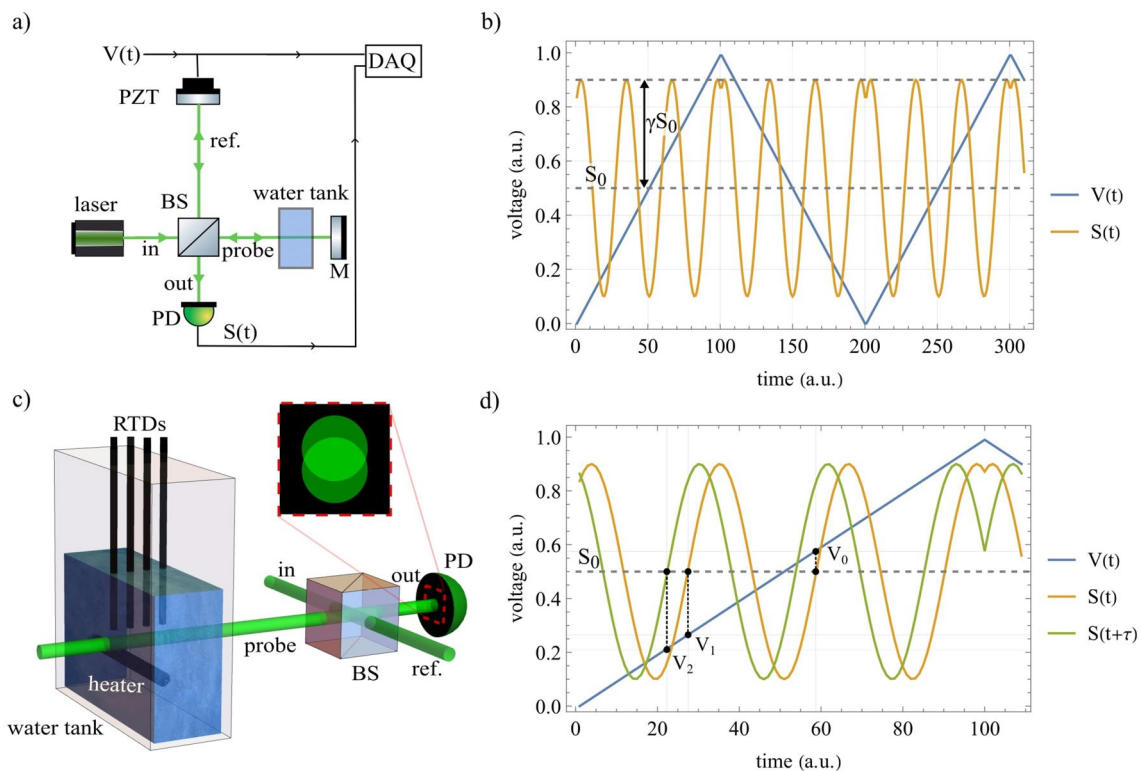 a)
V(t)
DAQ
PZT
ref.
laser
BS
water tank
in
probe
M
out
PD
S(t)
b)
1.0
0.8
0.6
0.4
0.2
0.0
voltage (a.u.)
γS₀
S₀
0 50 100 150 200 250 300
time (a.u.)
V(t)
S(t)
c)
RTDs
in
out
PD
probe
BS
ref.
heater
water tank
d)
1.0
0.8
0.6
0.4
0.2
0.0
voltage (a.u.)
S₀
V₀
V₁
V₂
0 20 40 60 80 100
time (a.u.)
V(t)
S(t)
S(t+τ)